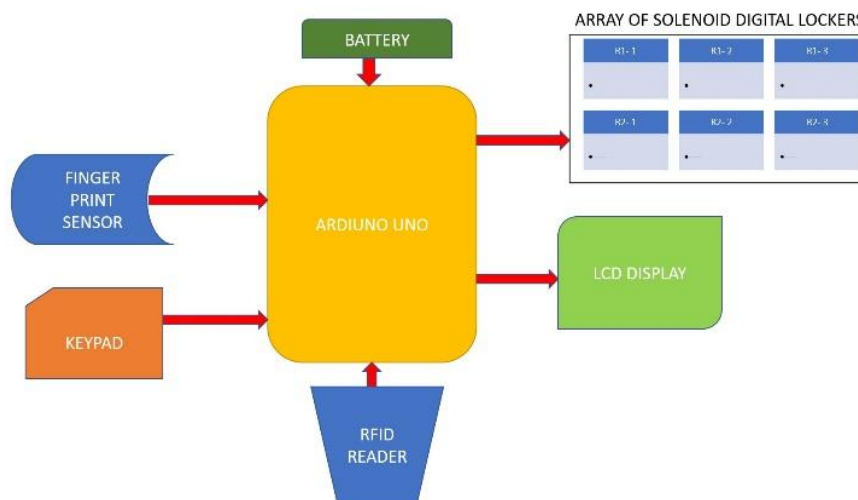 ARRAY OF SOLENOID DIGITAL LOCKERS
BATTERY
R1- 1
R1- 2
R1- 3
R2- 1
R2- 2
R2- 3
FINGER
PRINT
SENSOR
ARDIUNO UNO
LCD DISPLAY
KEYPAD
RFID
READER